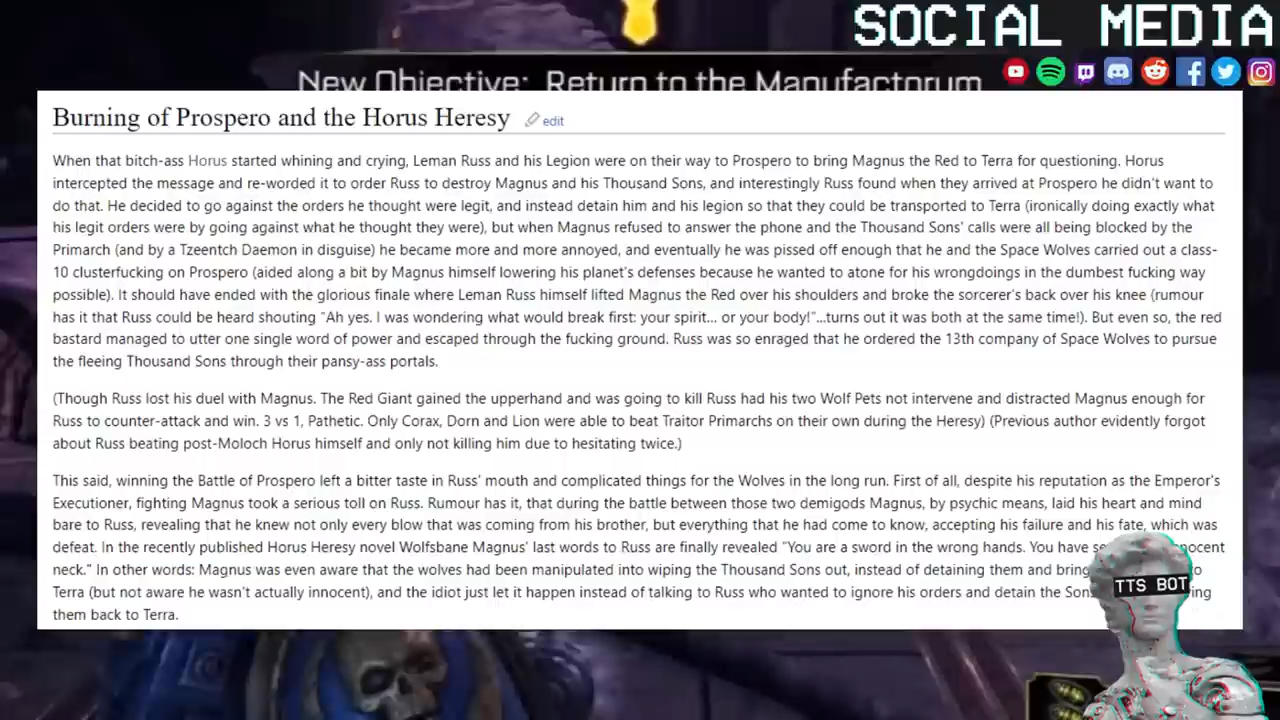 SOCIAL MEDIA
New Objective: Return to the Manufactorum
Burning of Prospero and the Horus Heresy edit
When that bitch-ass Horus started whining and crying, Leman Russ and his Legion were on their way to Prospero to bring Magnus the Red to Terra for questioning. Horus
intercepted the message and re-worded it to order Russ to destroy Magnus and his Thousand Sons, and interestingly Russ found when they arrived at Prospero he didn't want to
do that. He decided to go against the orders he thought were legit, and instead detain him and his legion so that they could be transported to Terra (ironically doing exactly what
his legit orders were by going against what he thought they were), but when Magnus refused to answer the phone and the Thousand Sons' calls were all being blocked by the
Primarch (and by a Tzeentch Daemon in disguise) he became more and more annoyed, and eventually he was pissed off enough that he and the Space Wolves carried out a class-
10 clusterfucking on Prospero (aided along a bit by Magnus himself lowering his planet's defenses because he wanted to atone for his wrongdoings in the dumbest fucking way
possible). It should have ended with the glorious finale where Leman Russ himself lifted Magnus the Red over his shoulders and broke the sorcerer's back over his knee (rumour
has it that Russ could be heard shouting "Ah yes. I was wondering what would break first: your spirit... or your body!"...turns out it was both at the same time!). But even so, the red
bastard managed to utter one single word of power and escaped through the fucking ground. Russ was so enraged that he ordered the 13th company of Space Wolves to pursue
the fleeing Thousand Sons through their pansy-ass portals.
(Though Russ lost his duel with Magnus. The Red Giant gained the upperhand and was going to kill Russ had his two Wolf Pets not intervene and distracted Magnus enough for
Russ to counter-attack and win. 3 vs 1, Pathetic. Only Corax, Dorn and Lion were able to beat Traitor Primarchs on their own during the Heresy) (Previous author evidently forgot
about Russ beating post-Moloch Horus himself and only not killing him due to hesitating twice.)
This said, winning the Battle of Prospero left a bitter taste in Russ' mouth and complicated things for the Wolves in the long run. First of all, despite his reputation as the Emperor's
Executioner, fighting Magnus took a serious toll on Russ. Rumour has it, that during the battle between those two demigods Magnus, by psychic means, laid his heart and mind
bare to Russ, revealing that he knew not only every blow that was coming from his brother, but everything that he had come to know, accepting his failure and his fate, which was
defeat. In the recently published Horus Heresy novel Wolfsbane Magnus' last words to Russ are finally revealed "You are a sword in the wrong hands. You have
neck." In other words: Magnus was even aware that the wolves had been manipulated into wiping the Thousand Sons out, instead of detaining them and to
Terra (but not aware he wasn't actually innocent), and the idiot just let it happen instead of talking to Russ who wanted to ignore his orders and detain the
them back to Terra.
TTS BOT